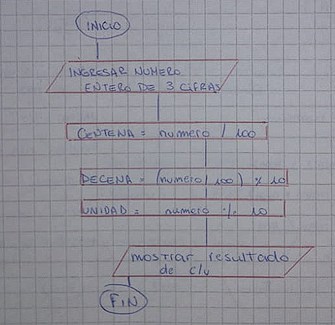 INICIO
INGRESAR NUMERO
ENTERO DE 3 CIFRAS
CENTENA = numero / 100
DECENA = (numero / 100) % 10
UNIDAD = numero % 10
mostrar resultado
de c/u
FIN